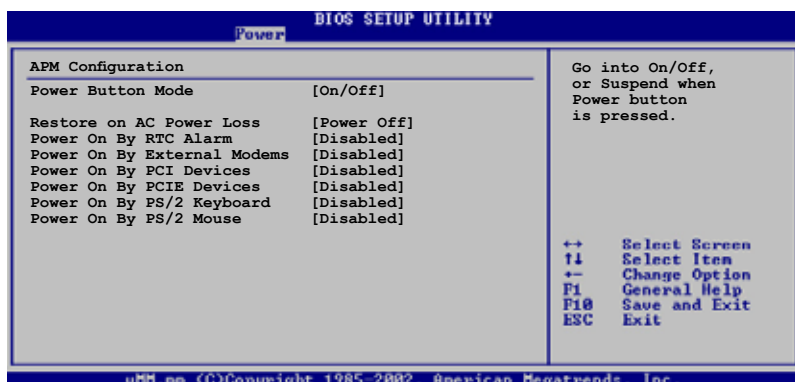 BIOS SETUP UTILITY
Power
APM Configuration
Power Button Mode [On/Off]
Restore on AC Power Loss [Power Off]
Power On By RTC Alarm [Disabled]
Power On By External Modems [Disabled]
Power On By PCI Devices [Disabled]
Power On By PCIE Devices [Disabled]
Power On By PS/2 Keyboard [Disabled]
Power On By PS/2 Mouse [Disabled]
Go into On/Off,
or Suspend when
Power button
is pressed.
↔ Select Screen
↑↓ Select Item
+- Change Option
F1 General Help
F10 Save and Exit
ESC Exit
(C)Copyright 1985-2002, American Megatrends, Inc